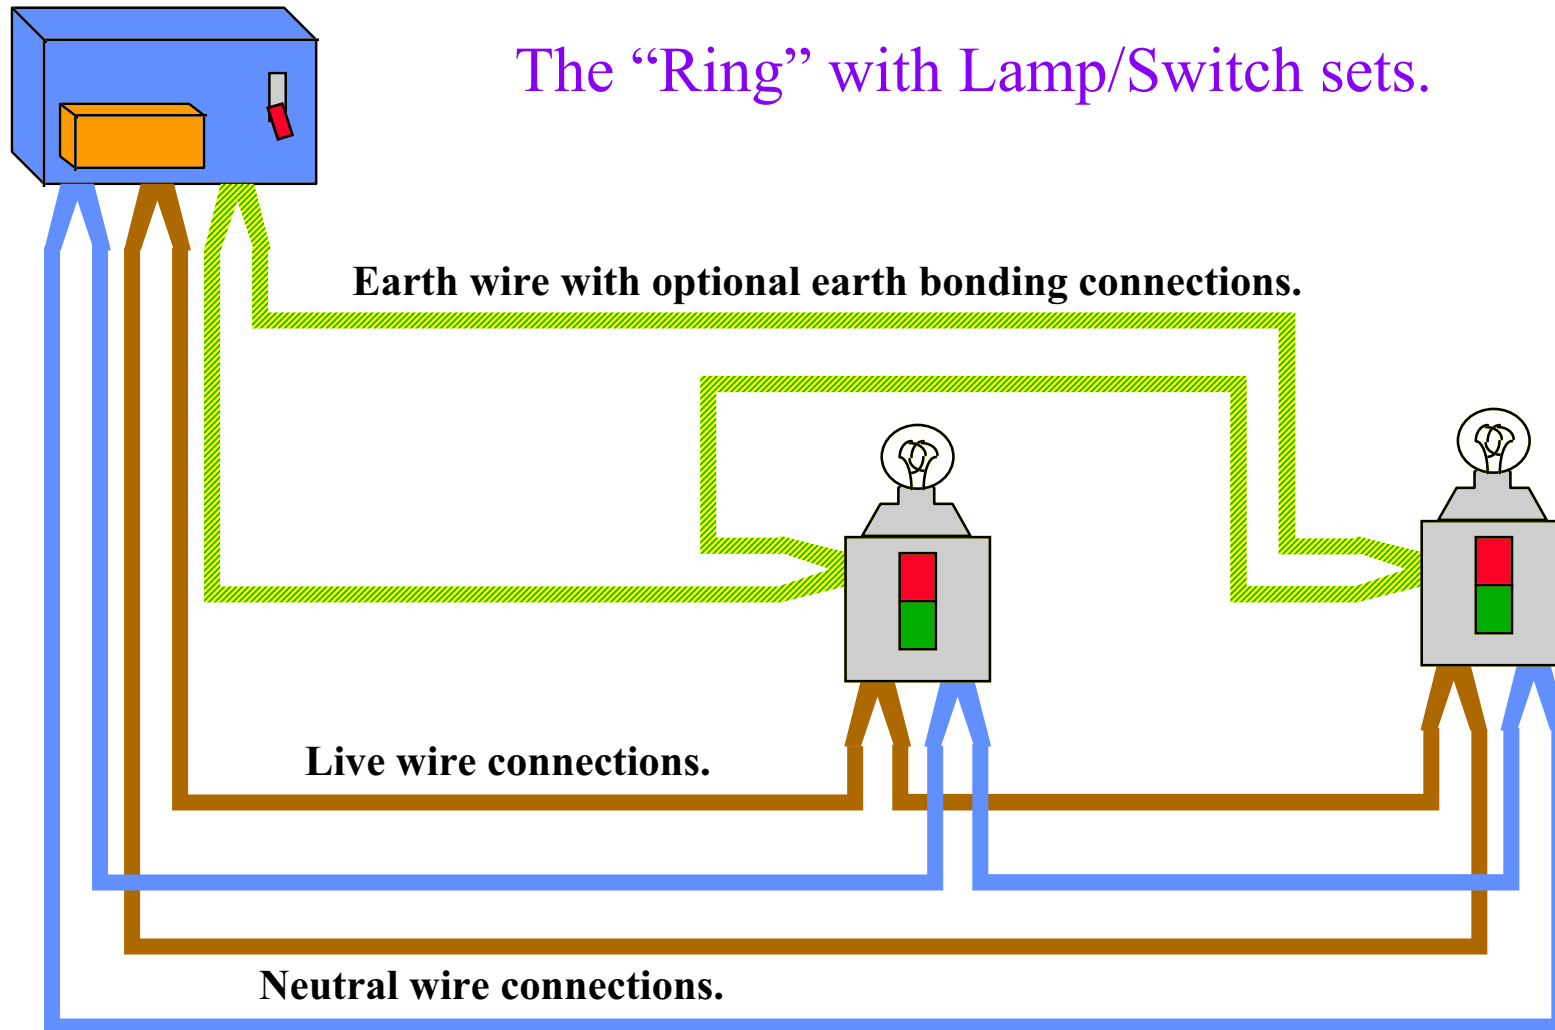 The “Ring” with Lamp/Switch sets.
Earth wire with optional earth bonding connections.
Live wire connections.
Neutral wire connections.